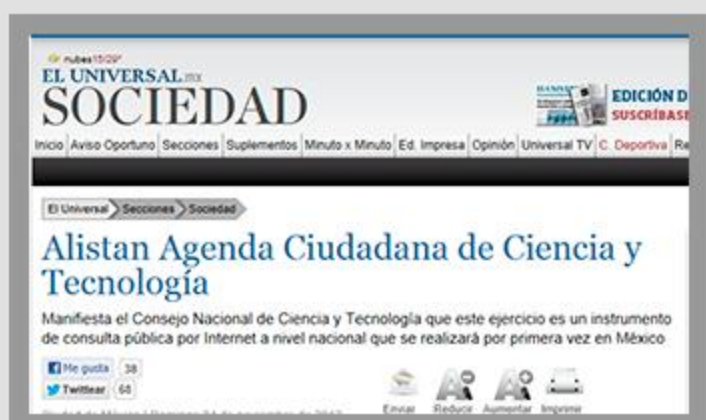 nubes 15/29°
EL UNIVERSAL.mx
SOCIEDAD
EDICIÓN D
SUSCRÍBASE
Inicio Aviso Oportuno Secciones Suplementos Minuto x Minuto Ed. Impresa Opinión Universal TV C. Deportiva Re
El Universal Secciones Sociedad
Alistan Agenda Ciudadana de Ciencia y
Tecnología
Manifiesta el Consejo Nacional de Ciencia y Tecnología que este ejercicio es un instrumento
de consulta pública por Internet a nivel nacional que se realizará por primera vez en México
Me gusta 38
Twittear 68
Enviar Reducir Aumentar Imprimir